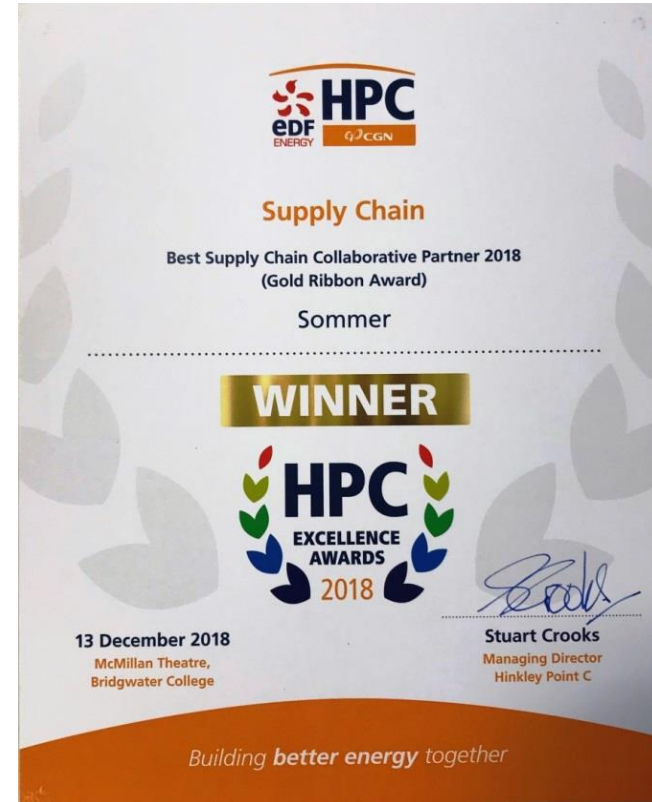 eDF
ENERGY
HPC
CGN
Supply Chain
Best Supply Chain Collaborative Partner 2018
(Gold Ribbon Award)
Sommer
WINNER
HPC
EXCELLENCE
AWARDS
2018
13 December 2018
McMillan Theatre,
Bridgwater College
SCrooks
Stuart Crooks
Managing Director
Hinkley Point C
Building better energy together